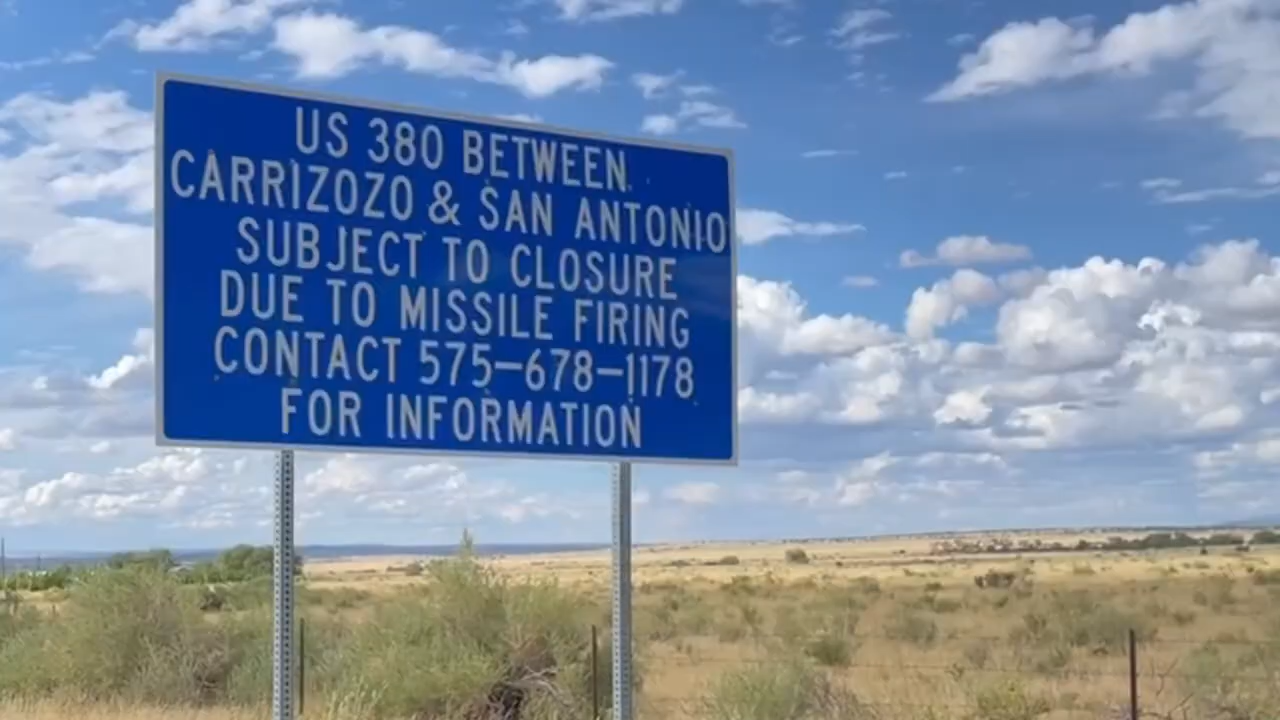 US 380 BETWEEN
CARRIZOZO & SAN ANTONIO
SUBJECT TO CLOSURE
DUE TO MISSILE FIRING
CONTACT 575-678-1178
FOR INFORMATION